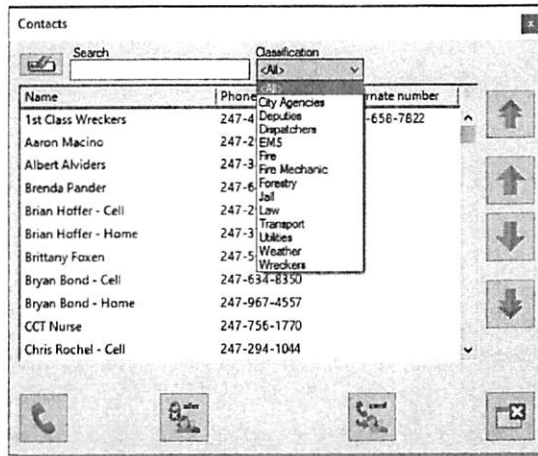 Contacts
Search
Classification
<All>
<All>
City Agencies
Deputies
Dispatchers
EMS
Fire
Fire Mechanic
Forestry
Jail
Law
Transport
Utilities
Weather
Wreckers
Name Phone rnate number
1st Class Wreckers 247-4 -658-7822
Aaron Macino 247-2
Albert Alviders 247-3
Brenda Pander 247-6
Brian Hoffer - Cell 247-2
Brian Hoffer - Home 247-3
Brittany Foxen 247-5
Bryan Bond - Cell 247-634-8350
Bryan Bond - Home 247-967-4557
CCT Nurse 247-756-1770
Chris Rochel - Cell 247-294-1044